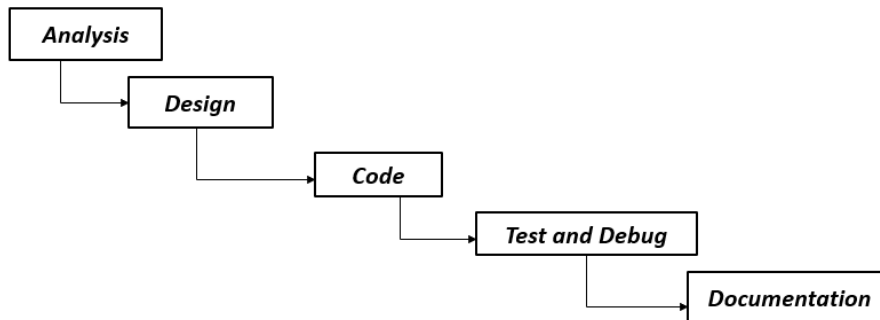 Analysis
Design
Code
Test and Debug
Documentation